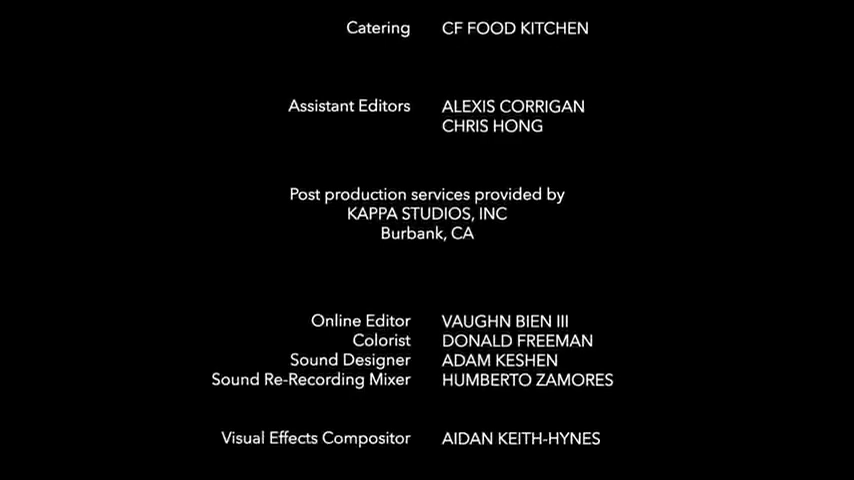 Catering CF FOOD KITCHEN
Assistant Editors ALEXIS CORRIGAN
CHRIS HONG
Post production services provided by
KAPPA STUDIOS, INC
Burbank, CA
Online Editor VAUGHN BIEN III
Colorist DONALD FREEMAN
Sound Designer ADAM KESHEN
Sound Re-Recording Mixer HUMBERTO ZAMORES
Visual Effects Compositor AIDAN KEITH-HYNES